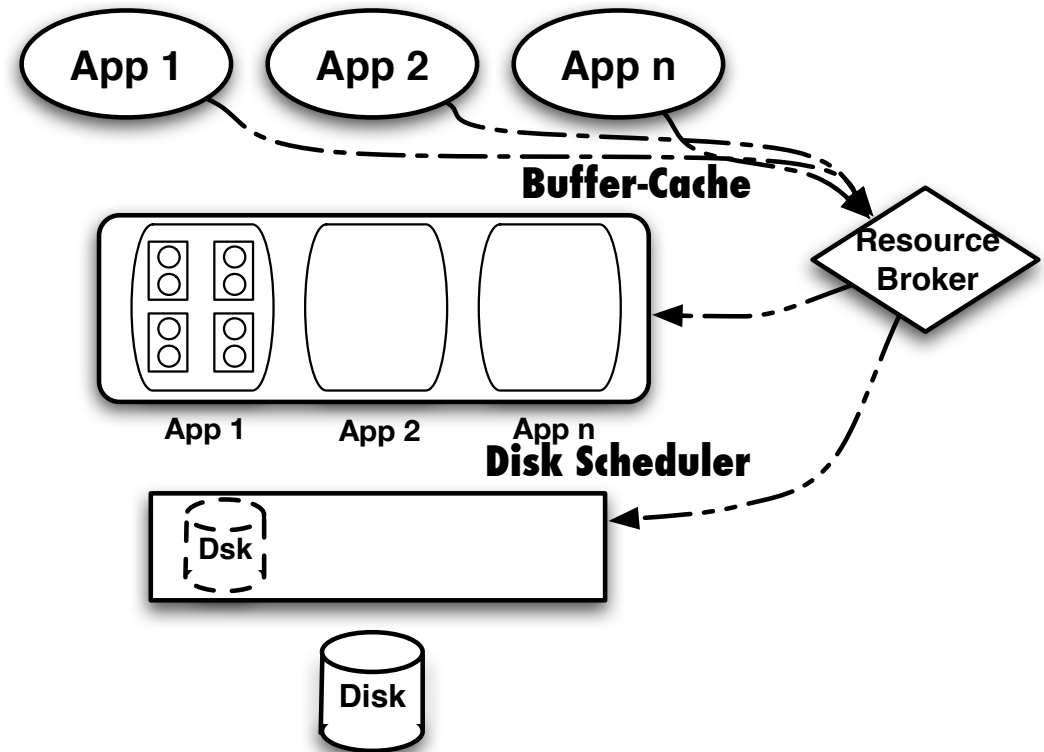 App 1
App 2
App n
Buffer-Cache
Resource
Broker
App 1
App 2
App n
Disk Scheduler
Dsk
Disk